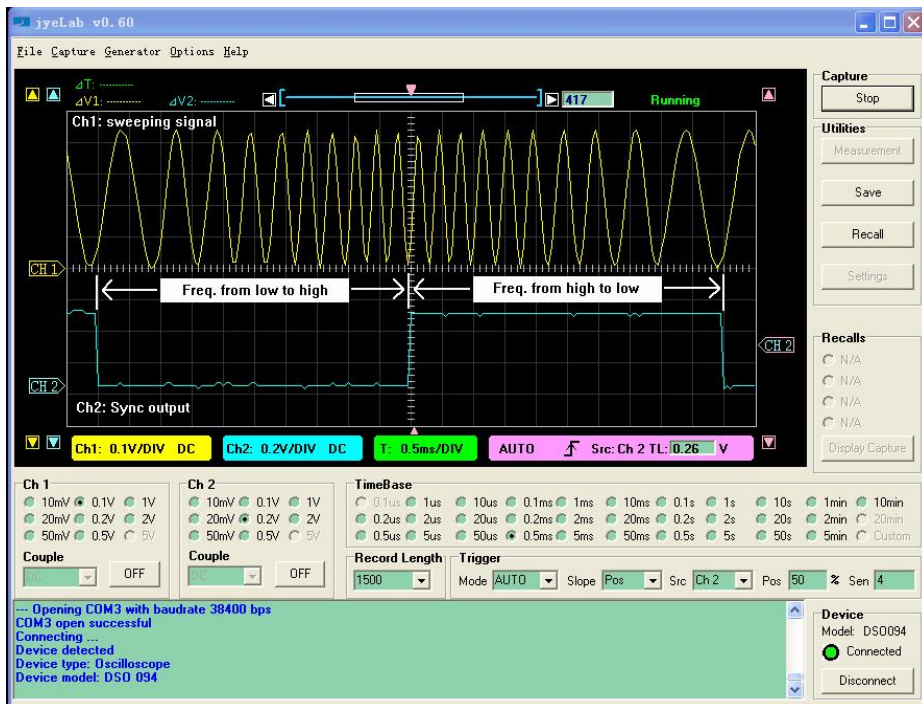 jyeLab v0.60
File Capture Generator Options Help
⊿T: ----------
⊿V1: ---------- ⊿V2: ----------
417
Running
Ch1: sweeping signal
CH 1
Freq. from low to high
Freq. from high to low
CH 2
CH 2
Ch2: Sync output
Ch1: 0.1V/DIV DC
Ch2: 0.2V/DIV DC
T: 0.5ms/DIV
AUTO Src: Ch 2 TL: 0.26 V
Capture
Stop
Utilities
Measurement
Save
Recall
Settings
Recalls
N/A
N/A
N/A
N/A
Display Capture
Ch 1
10mV 0.1V 1V
20mV 0.2V 2V
50mV 0.5V 5V
Couple
DC OFF
Ch 2
10mV 0.1V 1V
20mV 0.2V 2V
50mV 0.5V 5V
Couple
DC OFF
TimeBase
0.1us 1us 10us 0.1ms 1ms 10ms 0.1s 1s 10s 1min 10min
0.2us 2us 20us 0.2ms 2ms 20ms 0.2s 2s 20s 2min 20min
0.5us 5us 50us 0.5ms 5ms 50ms 0.5s 5s 50s 5min Custom
Record Length
1500
Trigger
Mode AUTO Slope Pos Src Ch 2 Pos 50 % Sen 4
--- Opening COM3 with baudrate 38400 bps
COM3 open successful
Connecting ...
Device detected
Device type: Oscilloscope
Device model: DSO 094
Device
Model: DSO094
Connected
Disconnect